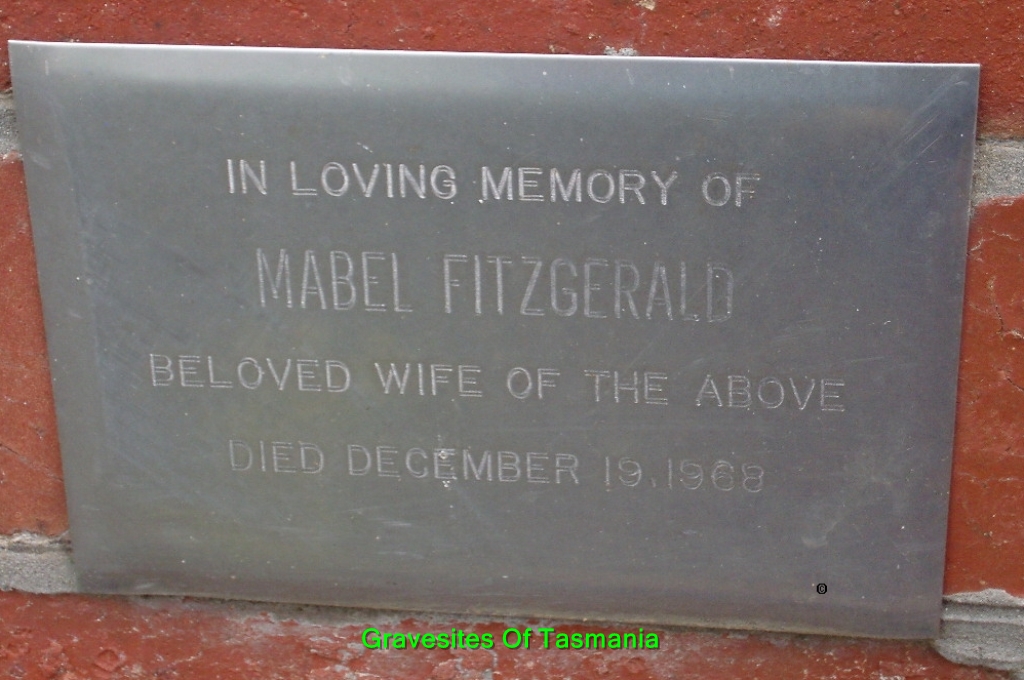 IN LOVING MEMORY OF
MABEL FITZGERALD
BELOVED WIFE OF THE ABOVE
DIED DECEMBER 19, 1968
©
Gravesites Of Tasmania